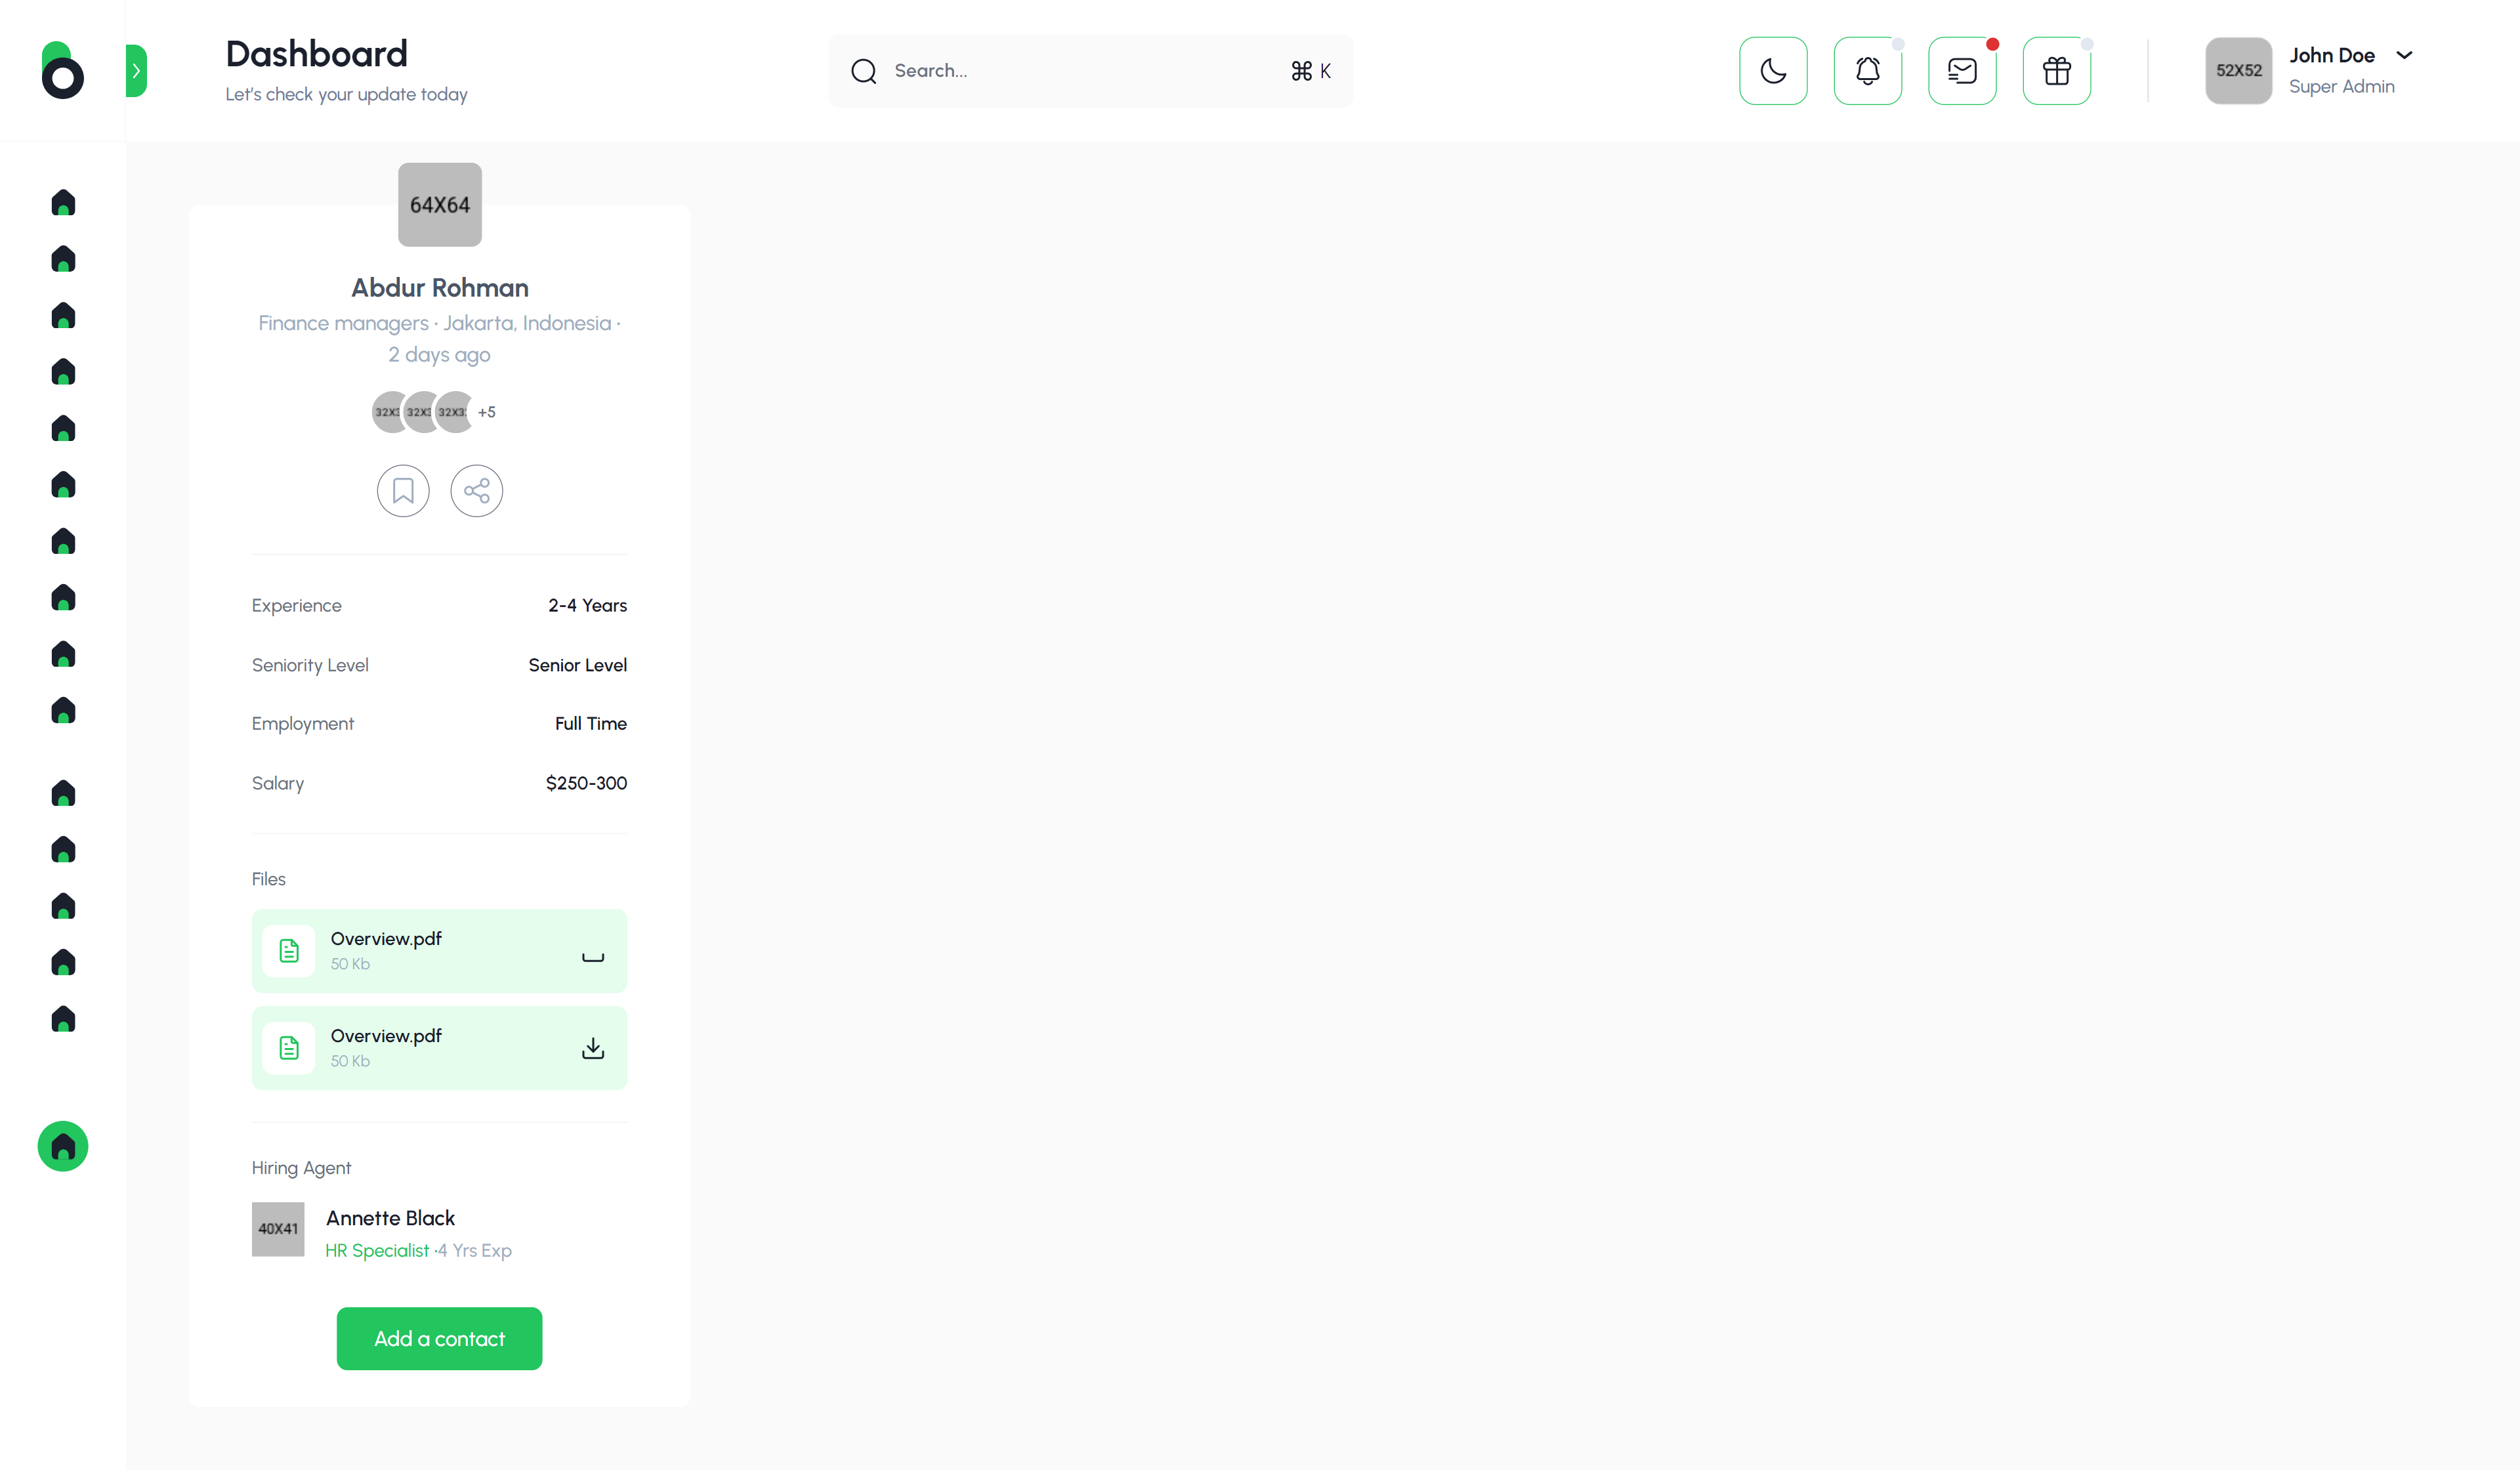 Dashboard
Let's check your update today
Search...
⌘ K
52X52
John Doe
Super Admin
64X64
Abdur Rohman
Finance managers · Jakarta, Indonesia ·
2 days ago
32X3 32X3 32X3 +5
Experience 2-4 Years
Seniority Level Senior Level
Employment Full Time
Salary $250-300
Files
Overview.pdf
50 Kb
Overview.pdf
50 Kb
Hiring Agent
40X41
Annette Black
HR Specialist ·4 Yrs Exp
Add a contact